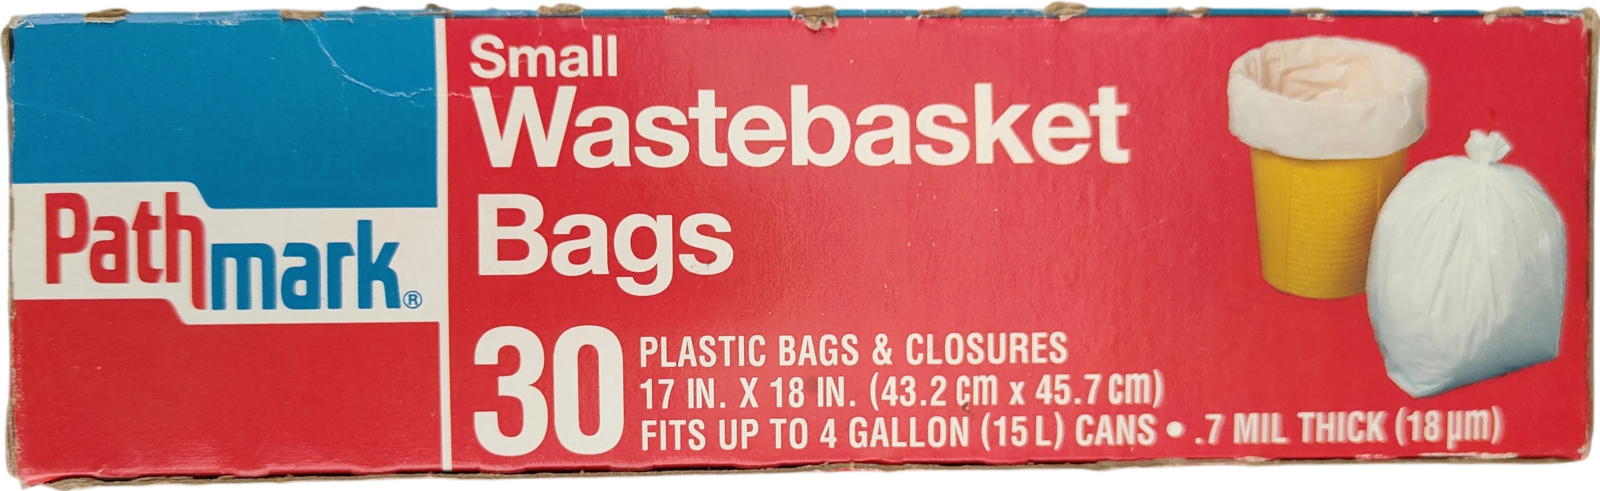 Pathmark®
Small
Wastebasket
Bags
30
PLASTIC BAGS & CLOSURES
17 IN. X 18 IN. (43.2 cm x 45.7 cm)
FITS UP TO 4 GALLON (15 L) CANS • .7 MIL THICK (18 µm)